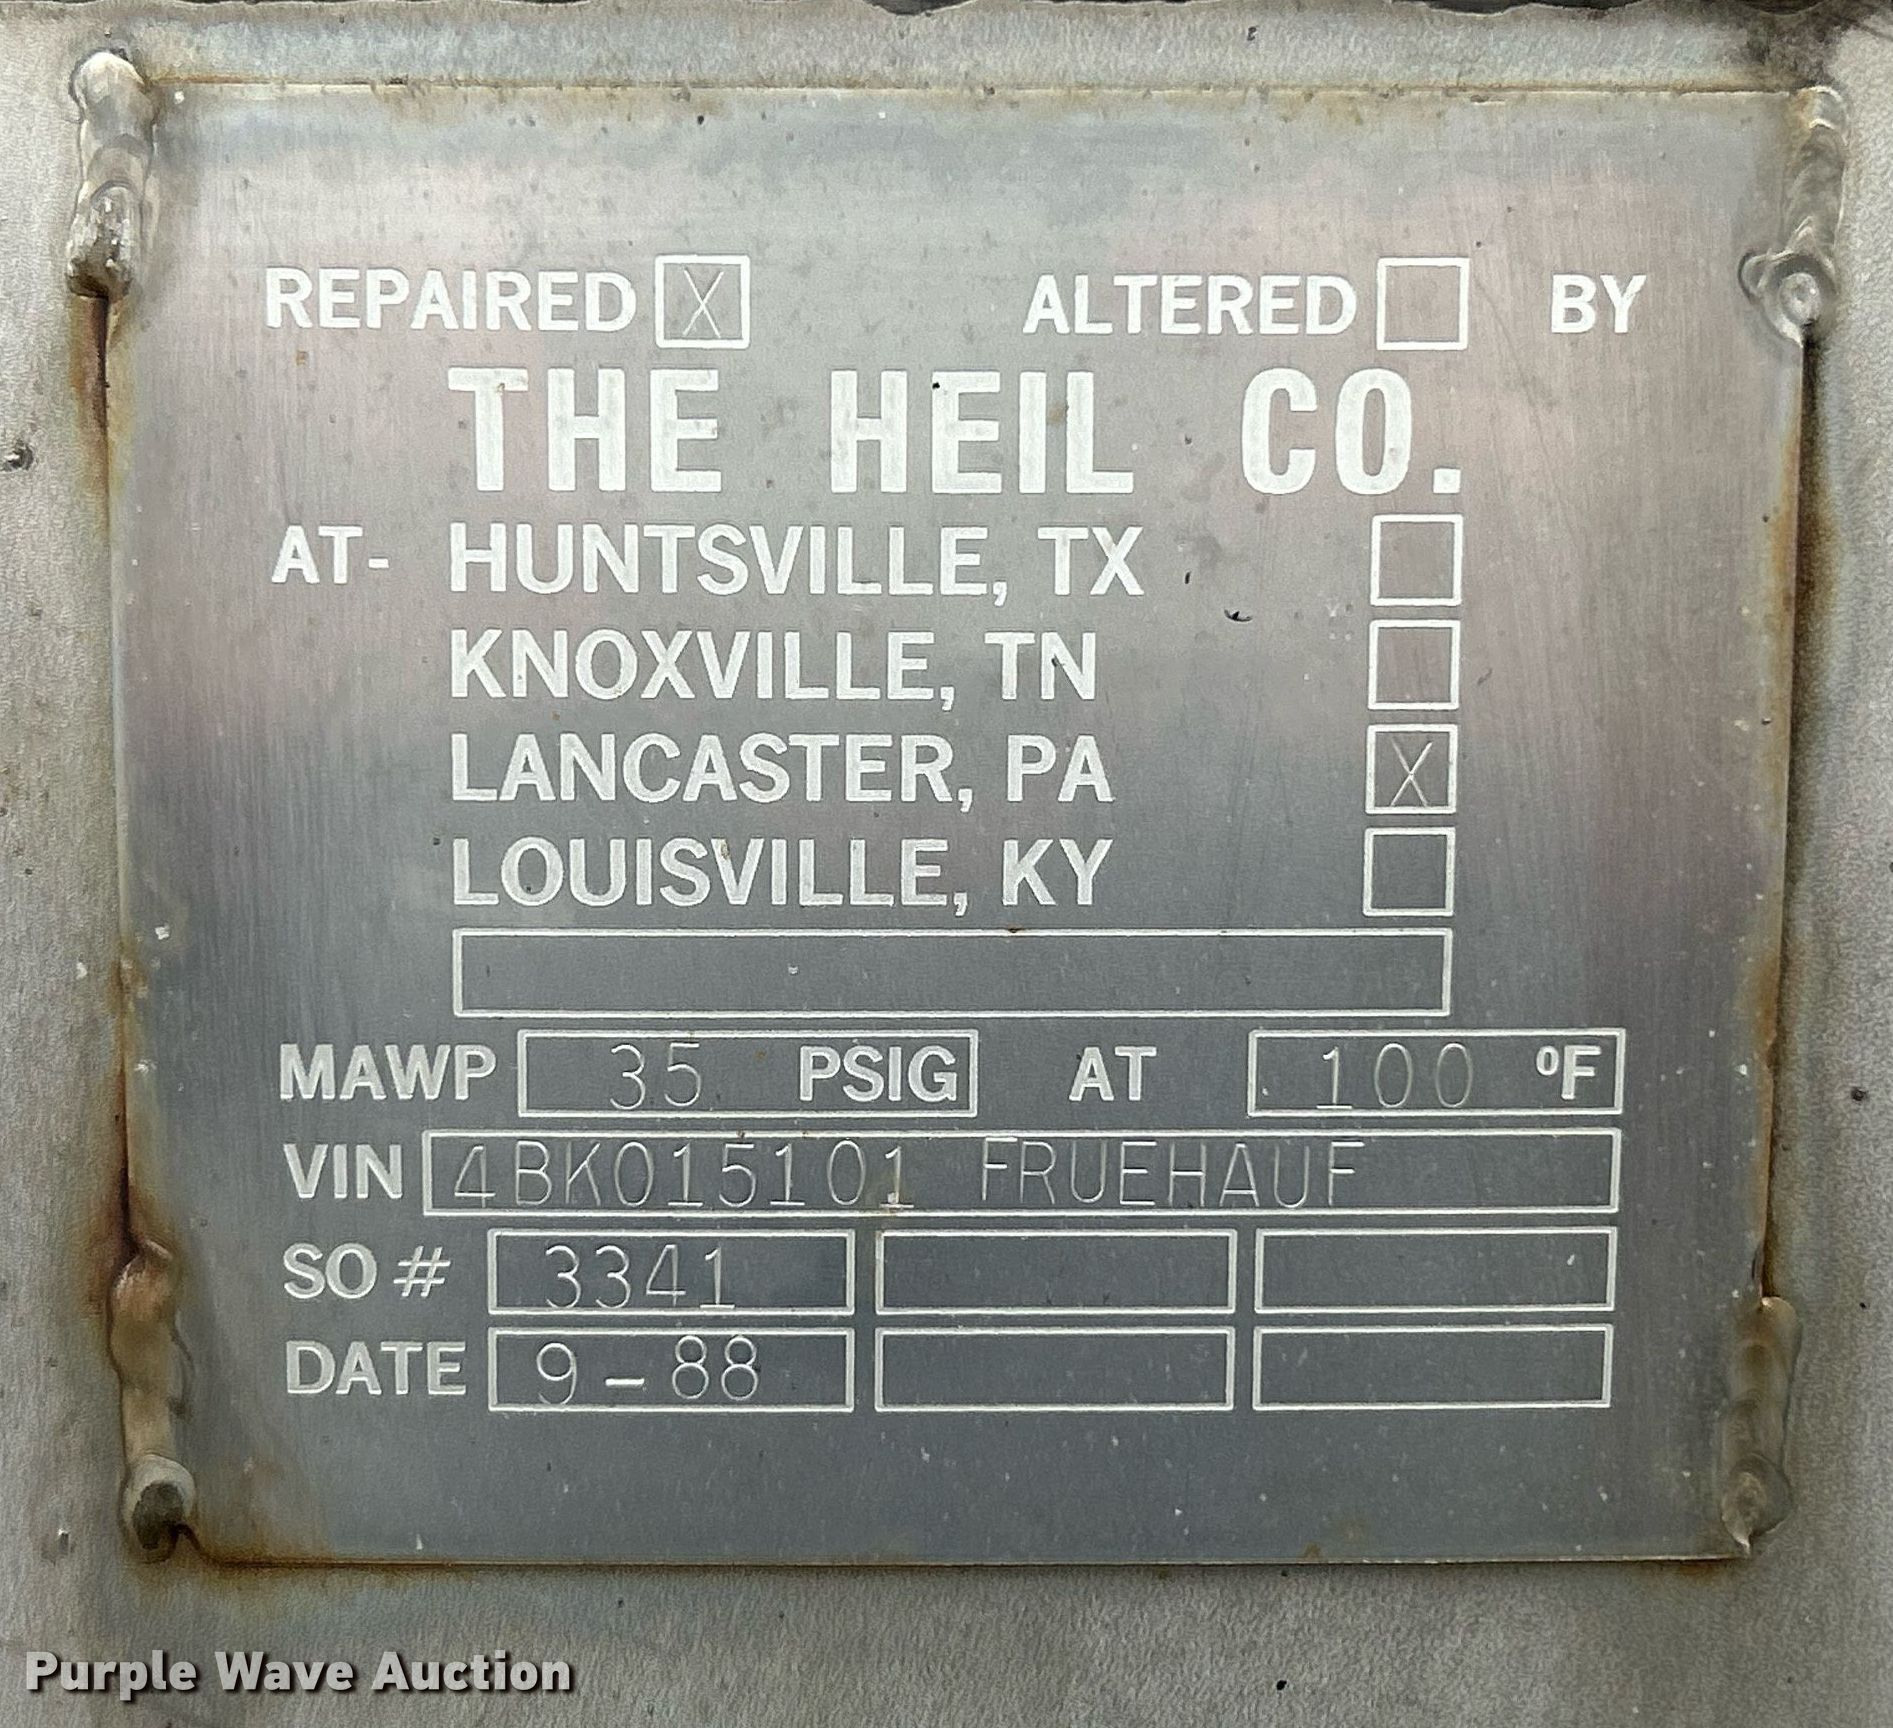 REPAIRED X ALTERED BY
THE HEIL CO.
AT- HUNTSVILLE, TX
KNOXVILLE, TN
LANCASTER, PA X
LOUISVILLE, KY
MAWP 35 PSIG AT 100 ºF
VIN 4BK015101 FRUEHAUF
SO # 3341
DATE 9-88
Purple Wave Auction